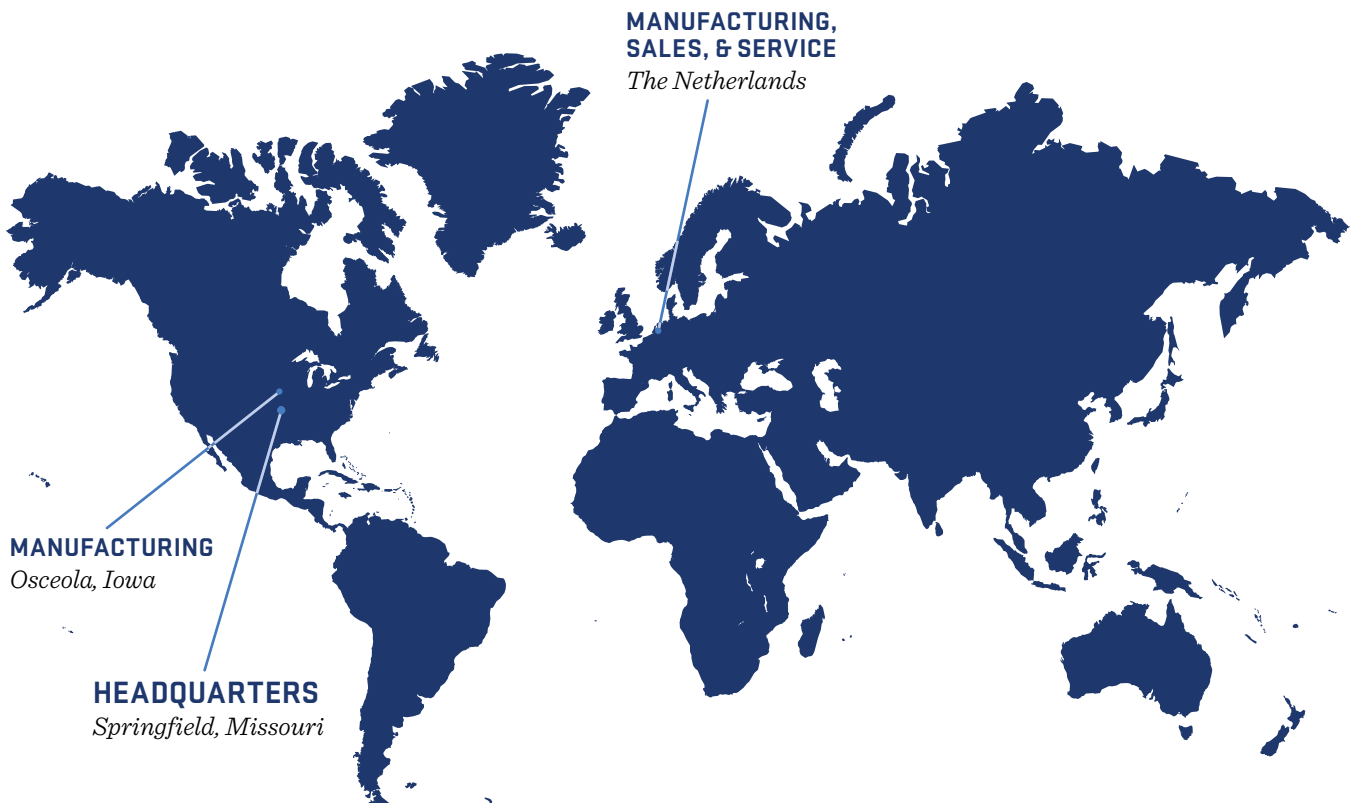 MANUFACTURING,
SALES, & SERVICE
The Netherlands
MANUFACTURING
Osceola, Iowa
HEADQUARTERS
Springfield, Missouri